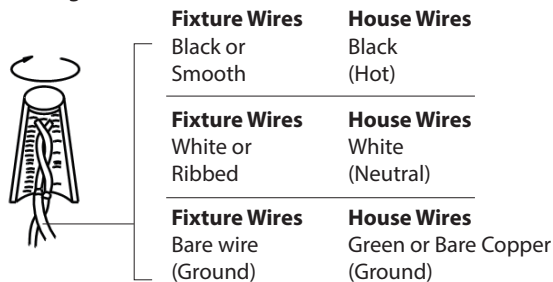 Fixture Wires House Wires
Black or Black
Smooth (Hot)
Fixture Wires House Wires
White or White
Ribbed (Neutral)
Fixture Wires House Wires
Bare wire Green or Bare Copper
(Ground) (Ground)